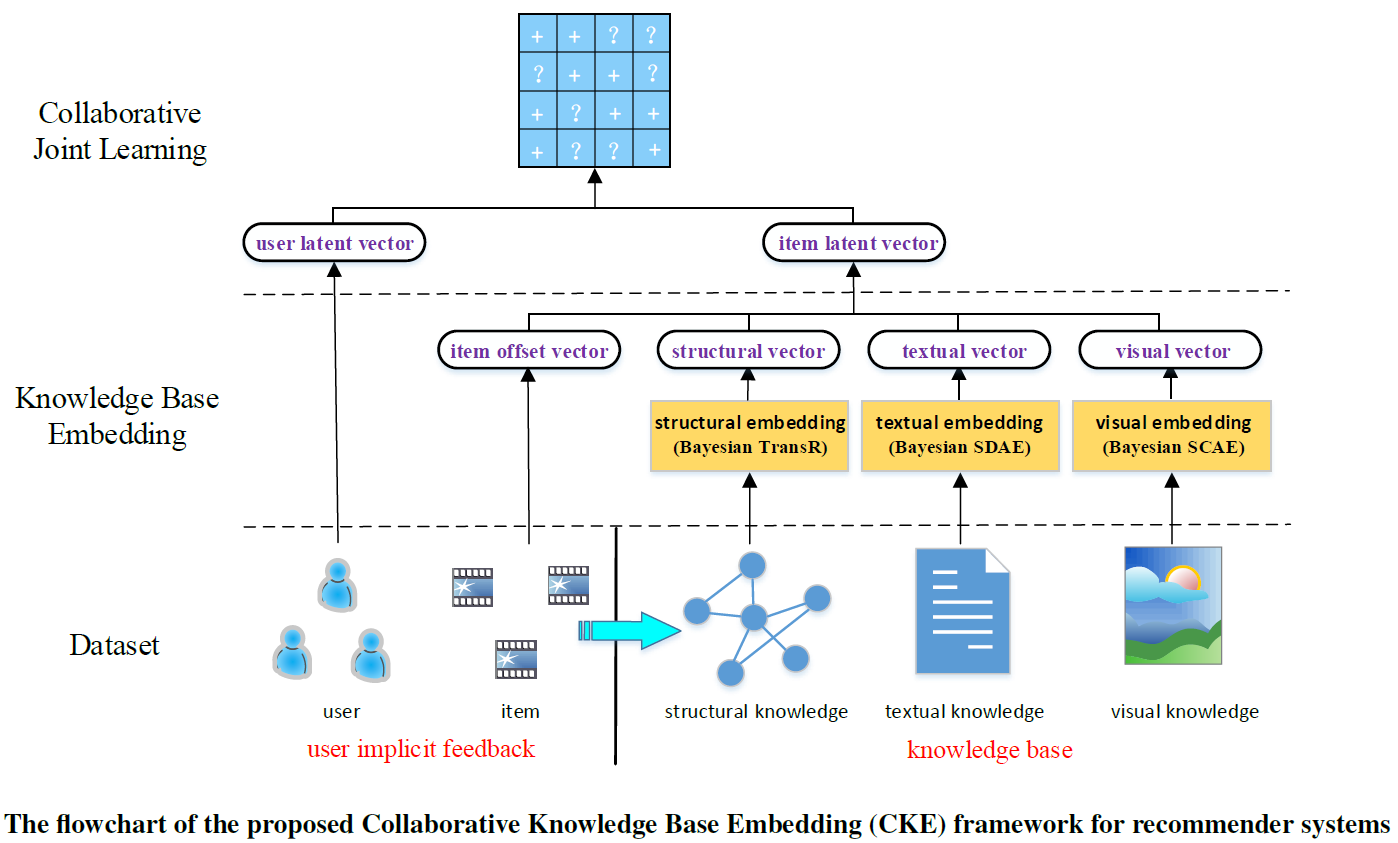 + + ? ?
? + + ?
+ ? + +
+ ? ? +
Collaborative
Joint Learning
user latent vector
item latent vector
item offset vector
structural vector
textual vector
visual vector
Knowledge Base
Embedding
structural embedding
(Bayesian TransR)
textual embedding
(Bayesian SDAE)
visual embedding
(Bayesian SCAE)
Dataset
user
item
structural knowledge
textual knowledge
visual knowledge
user implicit feedback
knowledge base
The flowchart of the proposed Collaborative Knowledge Base Embedding (CKE) framework for recommender systems